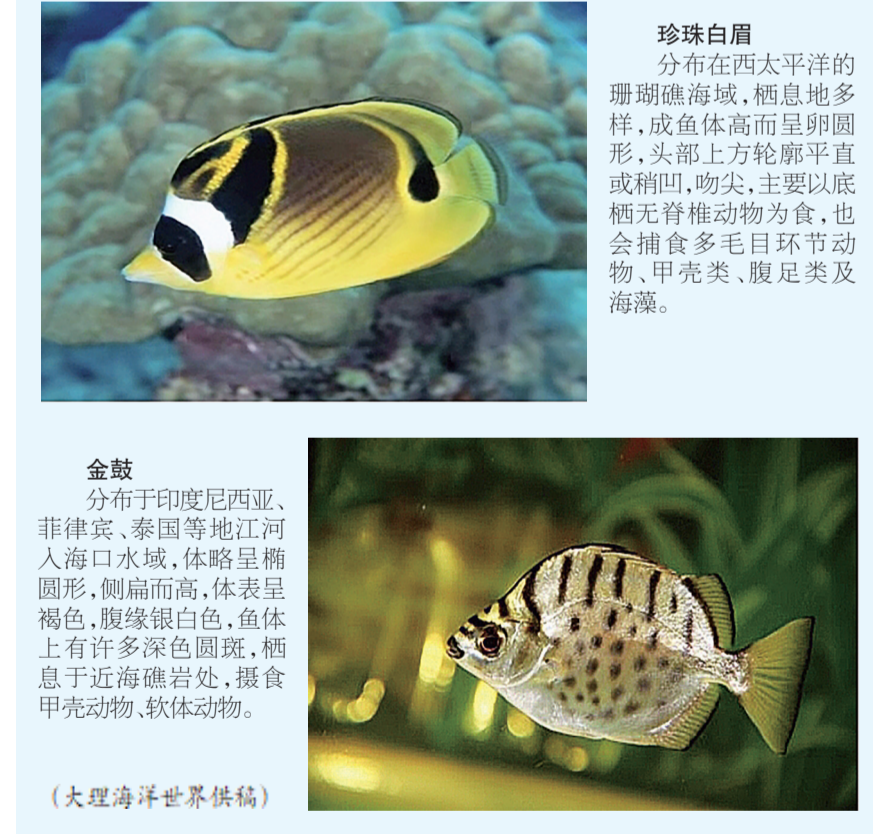 珍珠白眉
分布在西太平洋的
珊瑚礁海域，栖息地多
样，成鱼体高而呈卵圆
形，头部上方轮廓平直
或稍凹，吻尖，主要以底
栖无脊椎动物为食，也
会捕食多毛目环节动
物、甲壳类、腹足类及
海藻。
金鼓
分布于印度尼西亚、
菲律宾、泰国等地江河
入海口水域，体略呈椭
圆形，侧扁而高，体表呈
褐色，腹缘银白色，鱼体
上有许多深色圆斑，栖
息于近海礁岩处，摄食
甲壳动物、软体动物。
（大理海洋世界供稿）